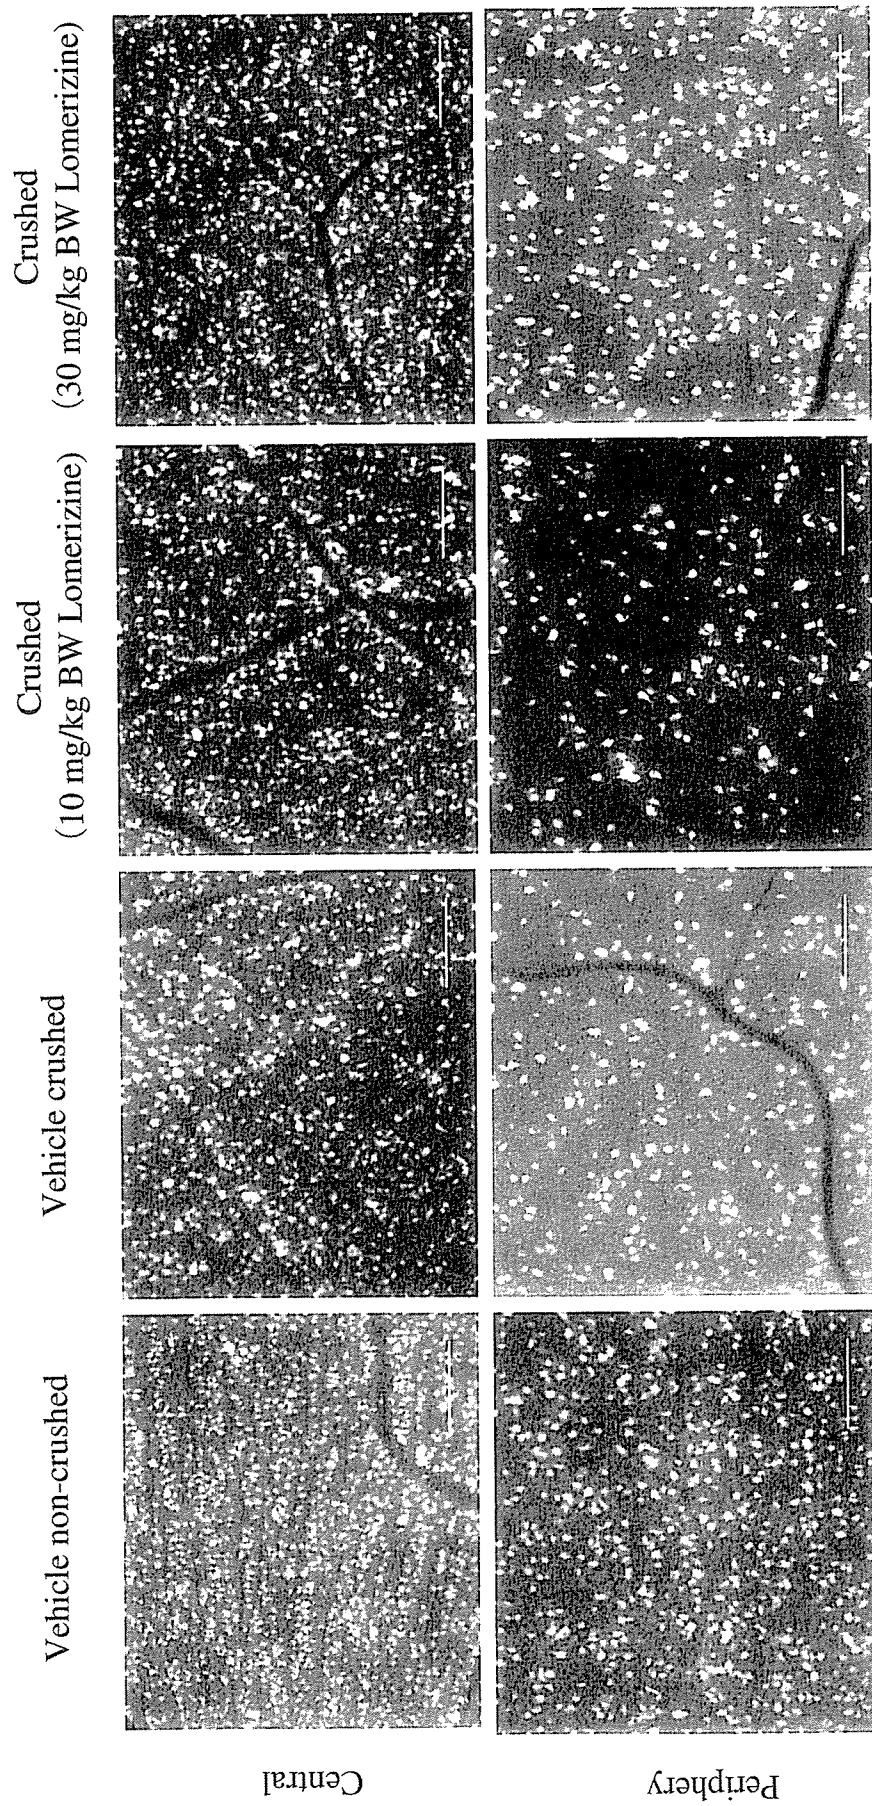 Vehicle non-crushed
Vehicle crushed
Crushed
(10 mg/kg BW Lomerizine)
Crushed
(30 mg/kg BW Lomerizine)
Central
Periphery